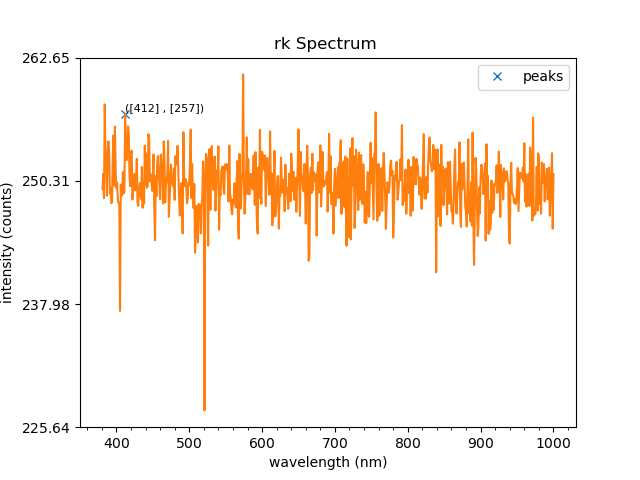 rk Spectrum
262.65
250.31
237.98
225.64
intensity (counts)
peaks
([412] , [257])
400 500 600 700 800 900 1000
wavelength (nm)